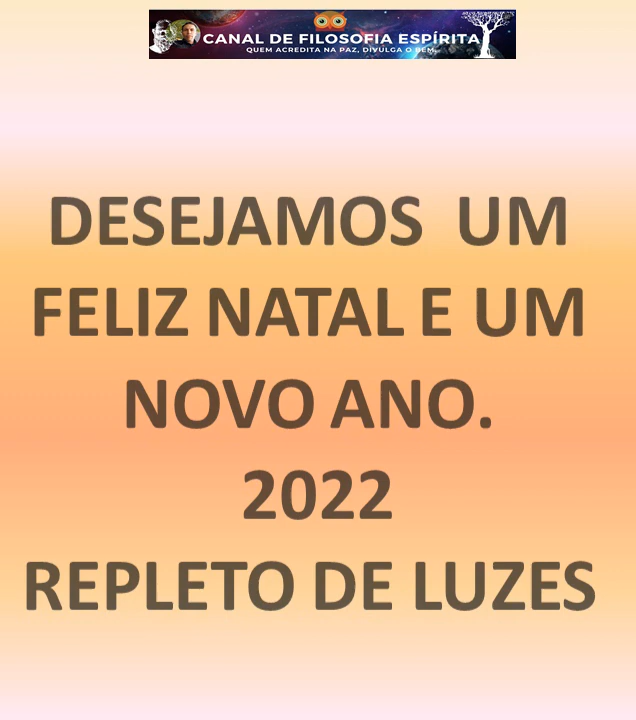 CANAL DE FILOSOFIA ESPÍRITA
QUEM ACREDITA NA PAZ, DIVULGA O BEM.
DESEJAMOS UM
FELIZ NATAL E UM
NOVO ANO.
2022
REPLETO DE LUZES